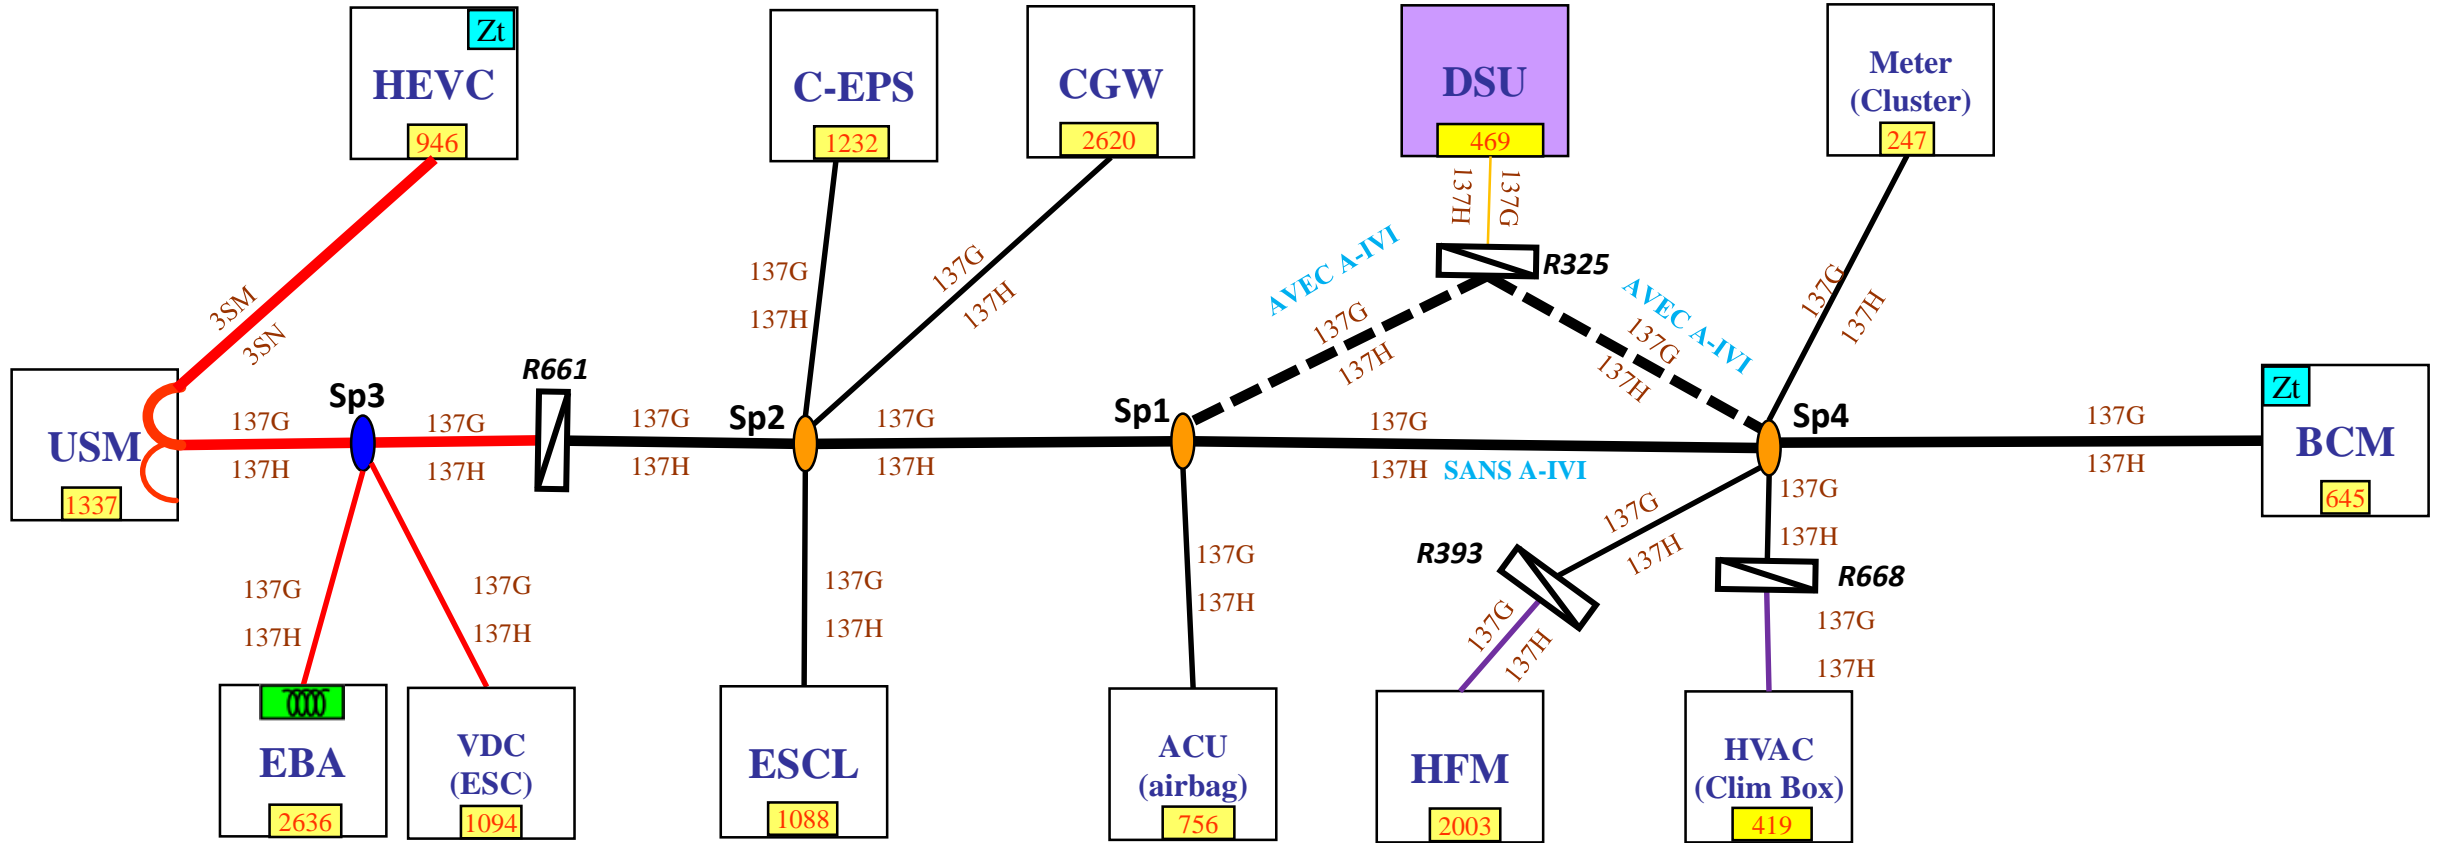 Zt
HEVC
946
C-EPS
1232
CGW
2620
DSU
469
Meter
(Cluster)
247
137H
137G
AVEC A-IVI
R325
AVEC A-IVI
3SM
3SN
137G
137H
137G
137H
137G
137H
137G
137H
137G
137H
R661
Sp3
Sp2
Sp1
Sp4
USM
1337
137G
137H
137G
137H
137G
137H
137G
137H
137G
137H
SANS A-IVI
137G
137H
Zt
BCM
645
137G
137H
137G
137H
137G
137H
137G
137H
137G
137H
R393
137G
137H
R668
137G
137H
137G
137H
EBA
2636
VDC
(ESC)
1094
ESCL
1088
ACU
(airbag)
756
HFM
2003
HVAC
(Clim Box)
419